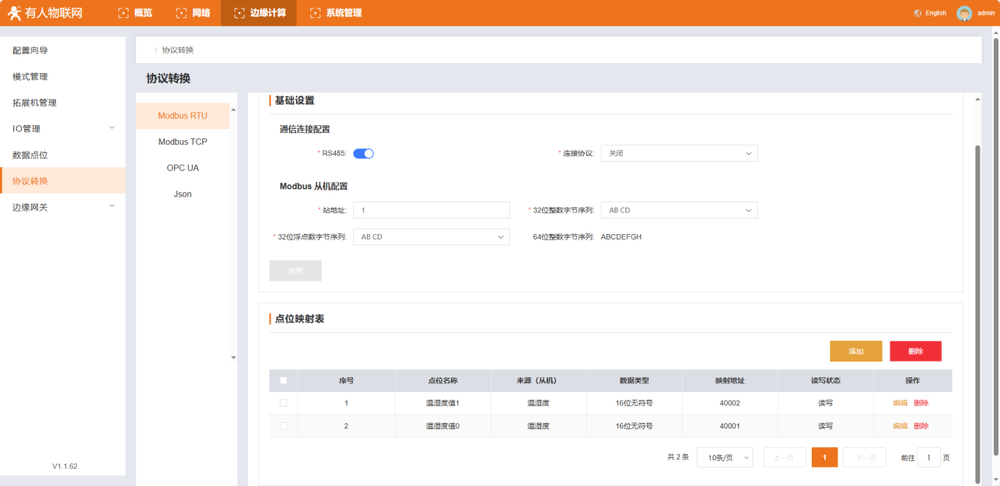 有人物联网 概览 网络 边缘计算 系统管理 English admin
配置向导
模式管理
拓展机管理
IO管理
数据点位
协议转换
边缘网关
V1.1.62
协议转换
协议转换
Modbus RTU
Modbus TCP
OPC UA
Json
基础设置
通信连接配置
* RS485: * 连接协议: 关闭
Modbus 从机配置
* 站地址: 1 * 32位整数字节序列: AB CD
* 32位浮点数字节序列: AB CD 64位整数字节序列: ABCDEFGH
应用
点位映射表
添加 删除
序号 点位名称 来源（从机） 数据类型 映射地址 读写状态 操作
1 温湿度值1 温湿度 16位无符号 40002 读写 编辑 删除
2 温湿度值0 温湿度 16位无符号 40001 读写 编辑 删除
共 2 条 10条/页 上一页 1 下一页 前往 1 页